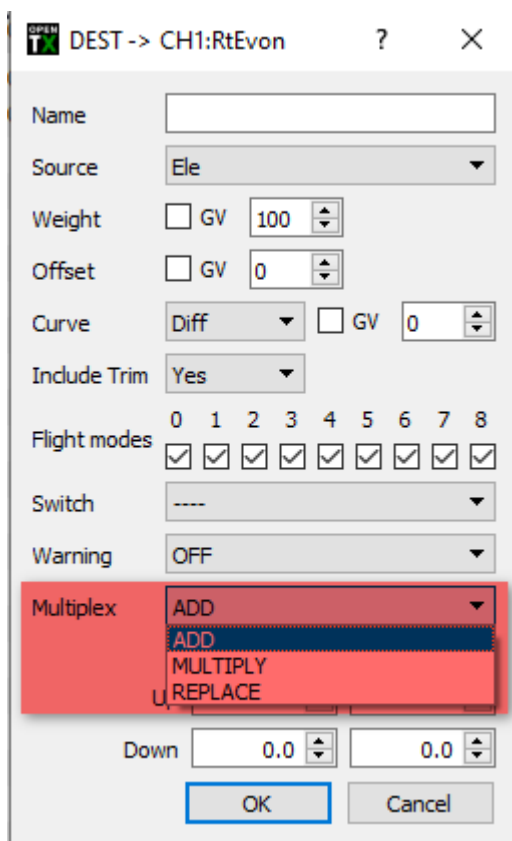 OPEN TX DEST -> CH1:RtEvon ? ×
Name
Source Ele
Weight GV 100
Offset GV 0
Curve Diff GV 0
Include Trim Yes
0 1 2 3 4 5 6 7 8
Flight modes
Switch ----
Warning OFF
Multiplex ADD
ADD
MULTIPLY
REPLACE
Down 0.0 0.0
OK Cancel